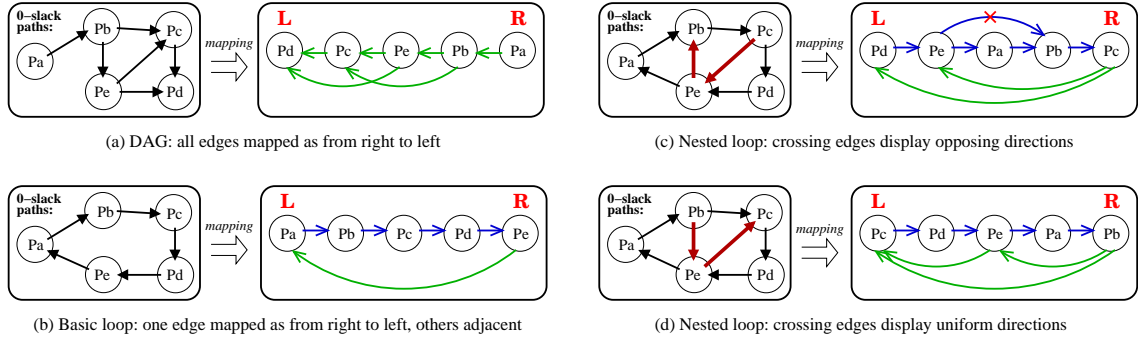 0−slack
paths:
Pa
Pb
Pc
Pe
Pd
mapping
L
R
Pd
Pc
Pe
Pb
Pa
(a) DAG: all edges mapped as from right to left
0−slack
paths:
Pa
Pb
Pc
Pe
Pd
mapping
L
R
Pd
Pe
Pa
Pb
Pc
(c) Nested loop: crossing edges display opposing directions
0−slack
paths:
Pa
Pb
Pc
Pe
Pd
mapping
L
R
Pa
Pb
Pc
Pd
Pe
(b) Basic loop: one edge mapped as from right to left, others adjacent
0−slack
paths:
Pa
Pb
Pc
Pe
Pd
mapping
L
R
Pc
Pd
Pe
Pa
Pb
(d) Nested loop: crossing edges display uniform directions